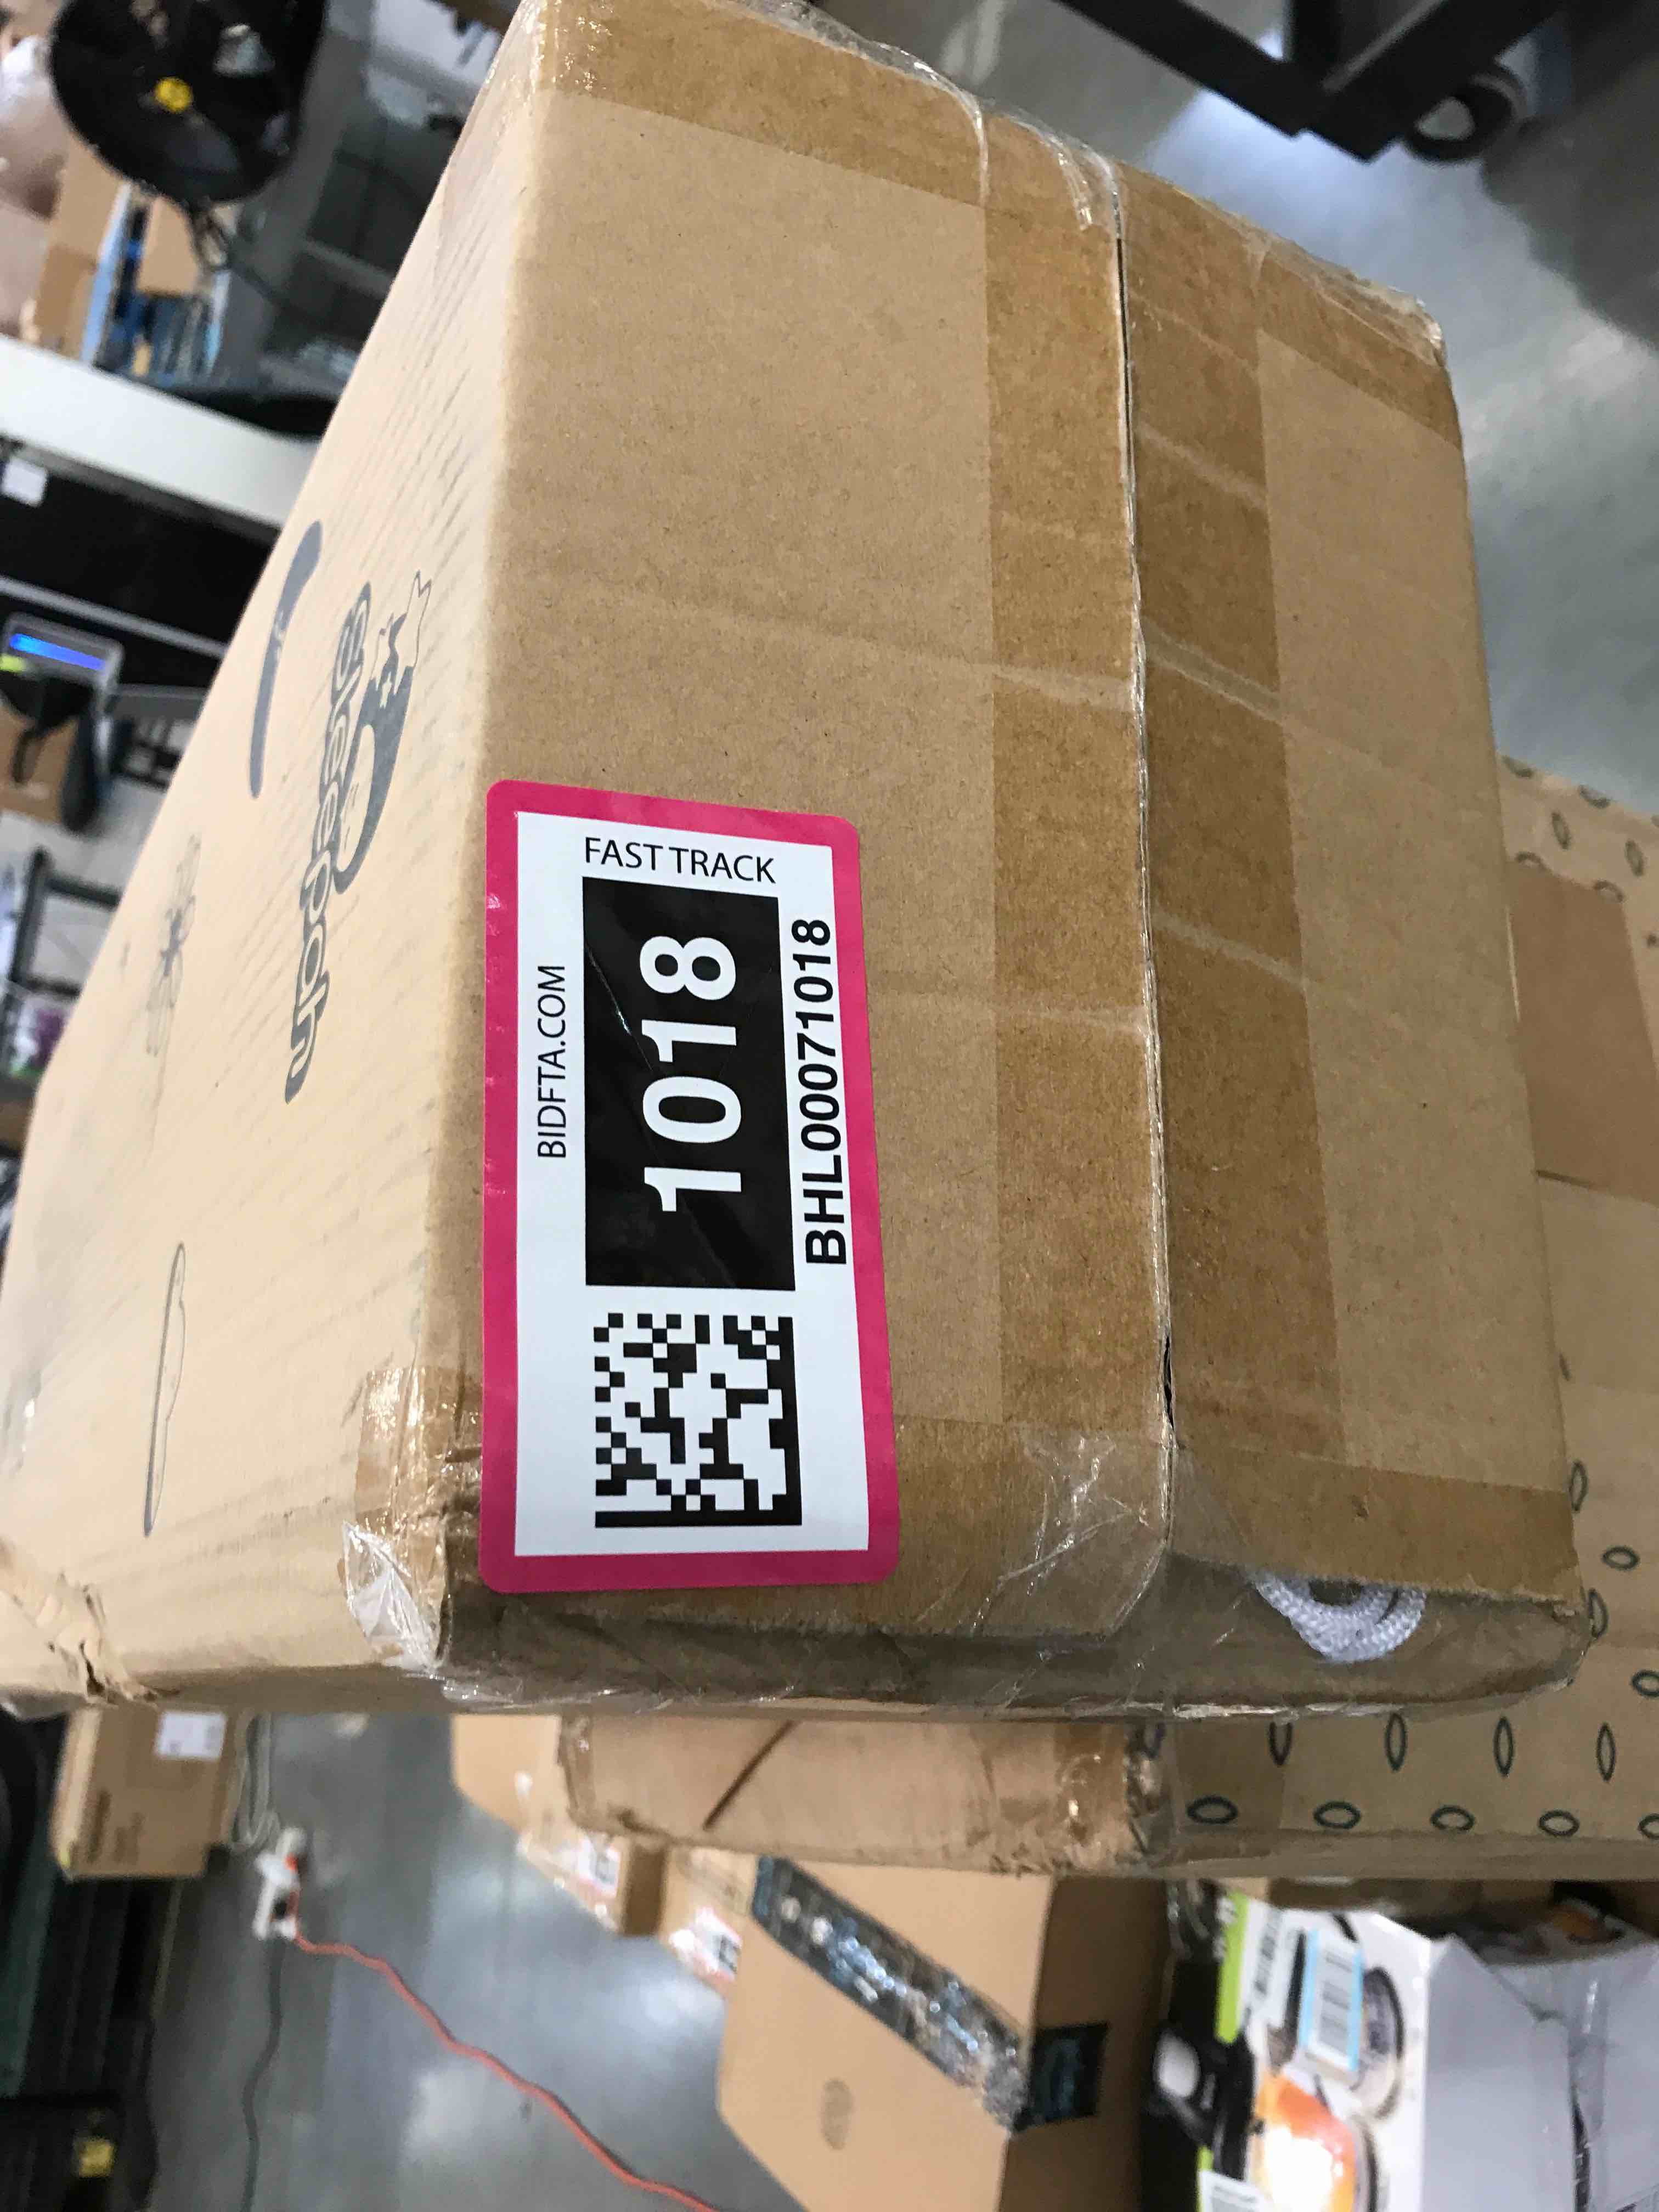 BIDFTA.COM
FAST TRACK
1018
BHL00071018